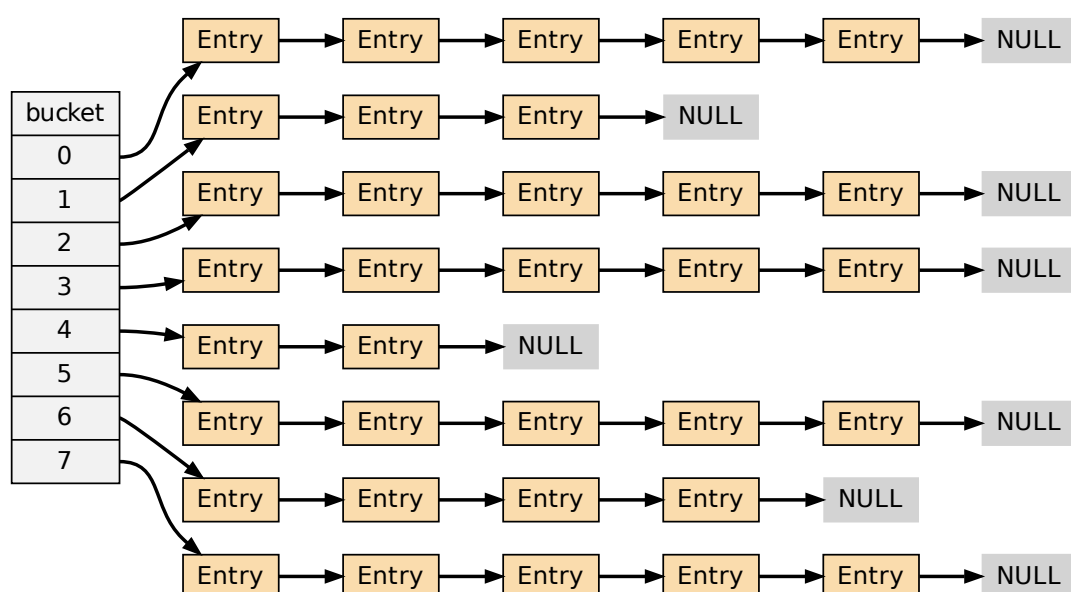 Entry Entry Entry Entry Entry NULL
bucket
Entry Entry Entry NULL
0
1
Entry Entry Entry Entry Entry NULL
2
3
Entry Entry Entry Entry Entry NULL
4
Entry Entry NULL
5
6
Entry Entry Entry Entry Entry NULL
7
Entry Entry Entry Entry NULL
Entry Entry Entry Entry Entry NULL